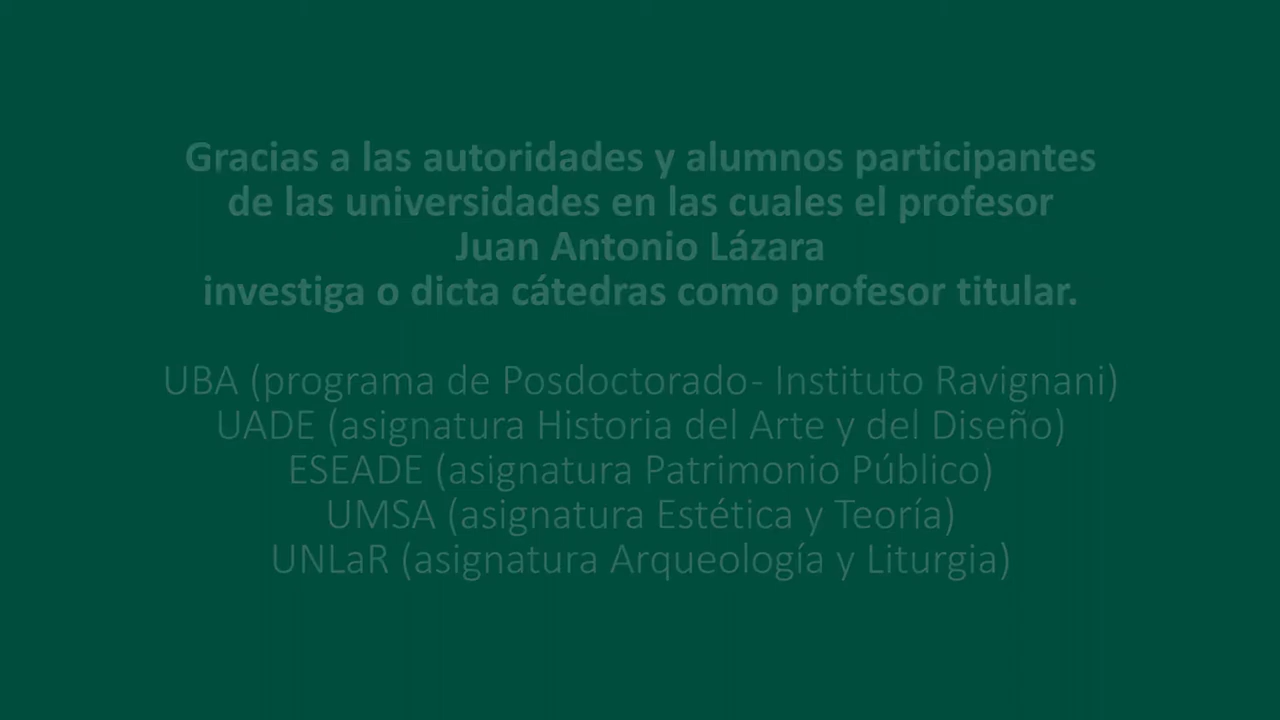 Gracias a las autoridades y alumnos participantes
de las universidades en las cuales el profesor
Juan Antonio Lázara
investiga o dicta cátedras como profesor titular.
UBA (programa de Posdoctorado- Instituto Ravignani)
UADE (asignatura Historia del Arte y del Diseño)
ESEADE (asignatura Patrimonio Público)
UMSA (asignatura Estética y Teoría)
UNLaR (asignatura Arqueología y Liturgia)